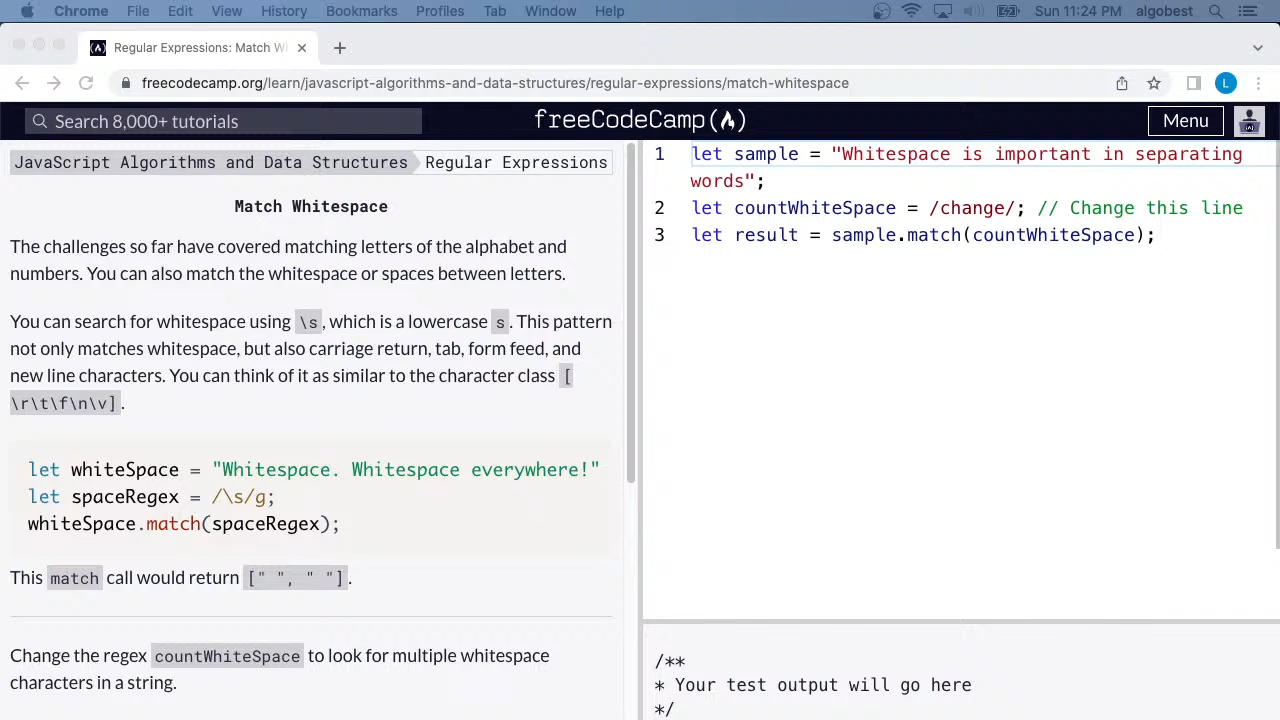 Chrome File Edit View History Bookmarks Profiles Tab Window Help Sun 11:24 PM algobest
Regular Expressions: Match Wi
freecodecamp.org/learn/javascript-algorithms-and-data-structures/regular-expressions/match-whitespace L
Search 8,000+ tutorials freeCodeCamp Menu
JavaScript Algorithms and Data Structures Regular Expressions
Match Whitespace
The challenges so far have covered matching letters of the alphabet and
numbers. You can also match the whitespace or spaces between letters.
You can search for whitespace using \s, which is a lowercase s. This pattern
not only matches whitespace, but also carriage return, tab, form feed, and
new line characters. You can think of it as similar to the character class [
\r\t\f\n\v].
let whiteSpace = "Whitespace. Whitespace everywhere!"
let spaceRegex = /\s/g;
whiteSpace.match(spaceRegex);
This match call would return [" ", " "].
Change the regex countWhiteSpace to look for multiple whitespace
characters in a string.
1 let sample = "Whitespace is important in separating
words";
2 let countWhiteSpace = /change/; // Change this line
3 let result = sample.match(countWhiteSpace);
/**
* Your test output will go here
*/